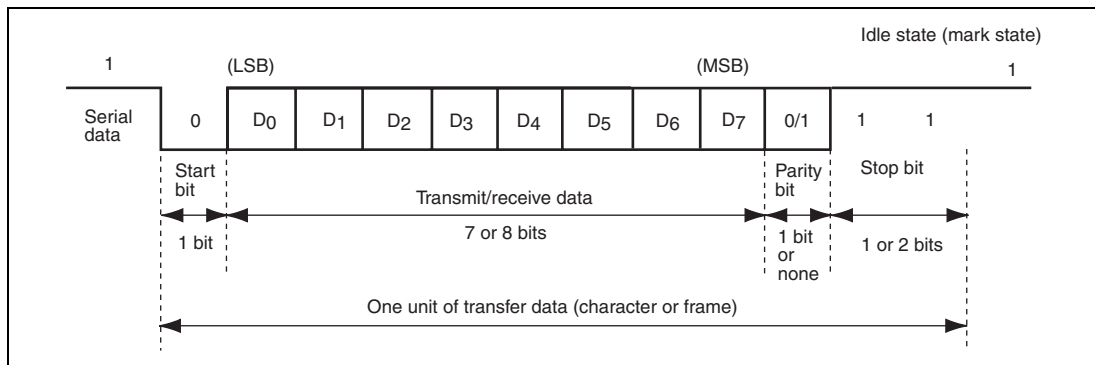 Idle state (mark state)
1 (LSB) (MSB) 1
Serial data 0 D0 D1 D2 D3 D4 D5 D6 D7 0/1 1 1
Start bit
Parity bit
Stop bit
Transmit/receive data
1 bit
7 or 8 bits
1 bit or none
1 or 2 bits
One unit of transfer data (character or frame)